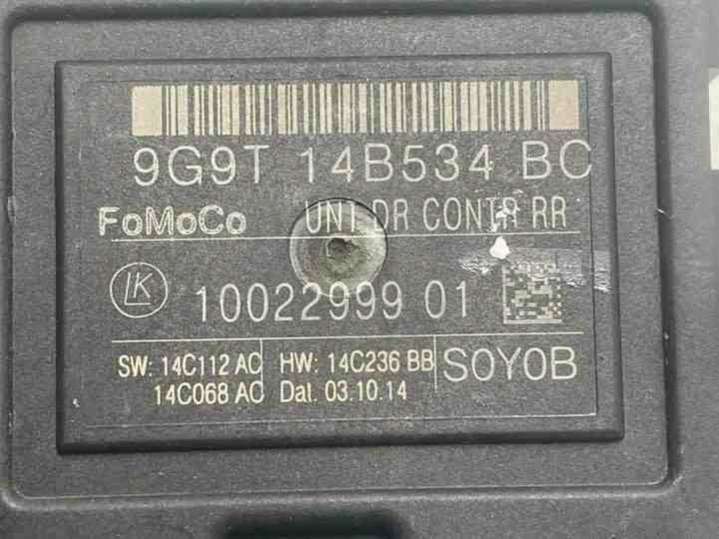 9G9T 14B534 BC
FoMoCo UNI DR CONTR RR
LK 10022999 01
SW: 14C112 AC HW: 14C236 BB S0Y0B
14C068 AC Dat. 03.10.14